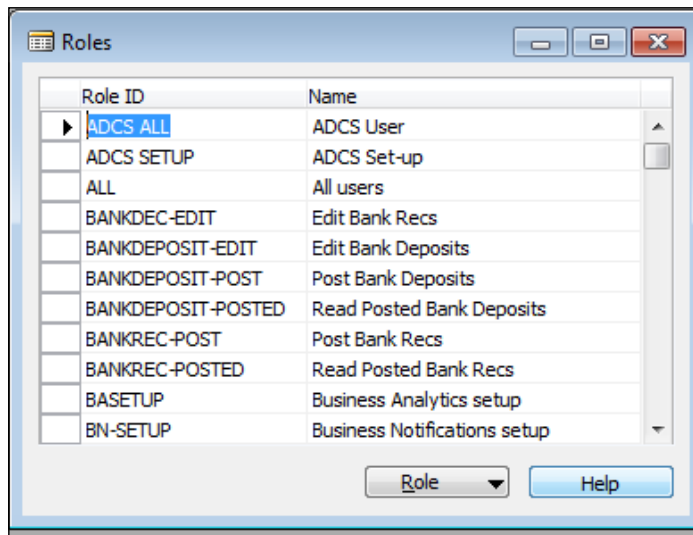 Roles
Role ID Name
ADCS ALL ADCS User
ADCS SETUP ADCS Set-up
ALL All users
BANKDEC-EDIT Edit Bank Recs
BANKDEPOSIT-EDIT Edit Bank Deposits
BANKDEPOSIT-POST Post Bank Deposits
BANKDEPOSIT-POSTED Read Posted Bank Deposits
BANKREC-POST Post Bank Recs
BANKREC-POSTED Read Posted Bank Recs
BASETUP Business Analytics setup
BN-SETUP Business Notifications setup
Role Help